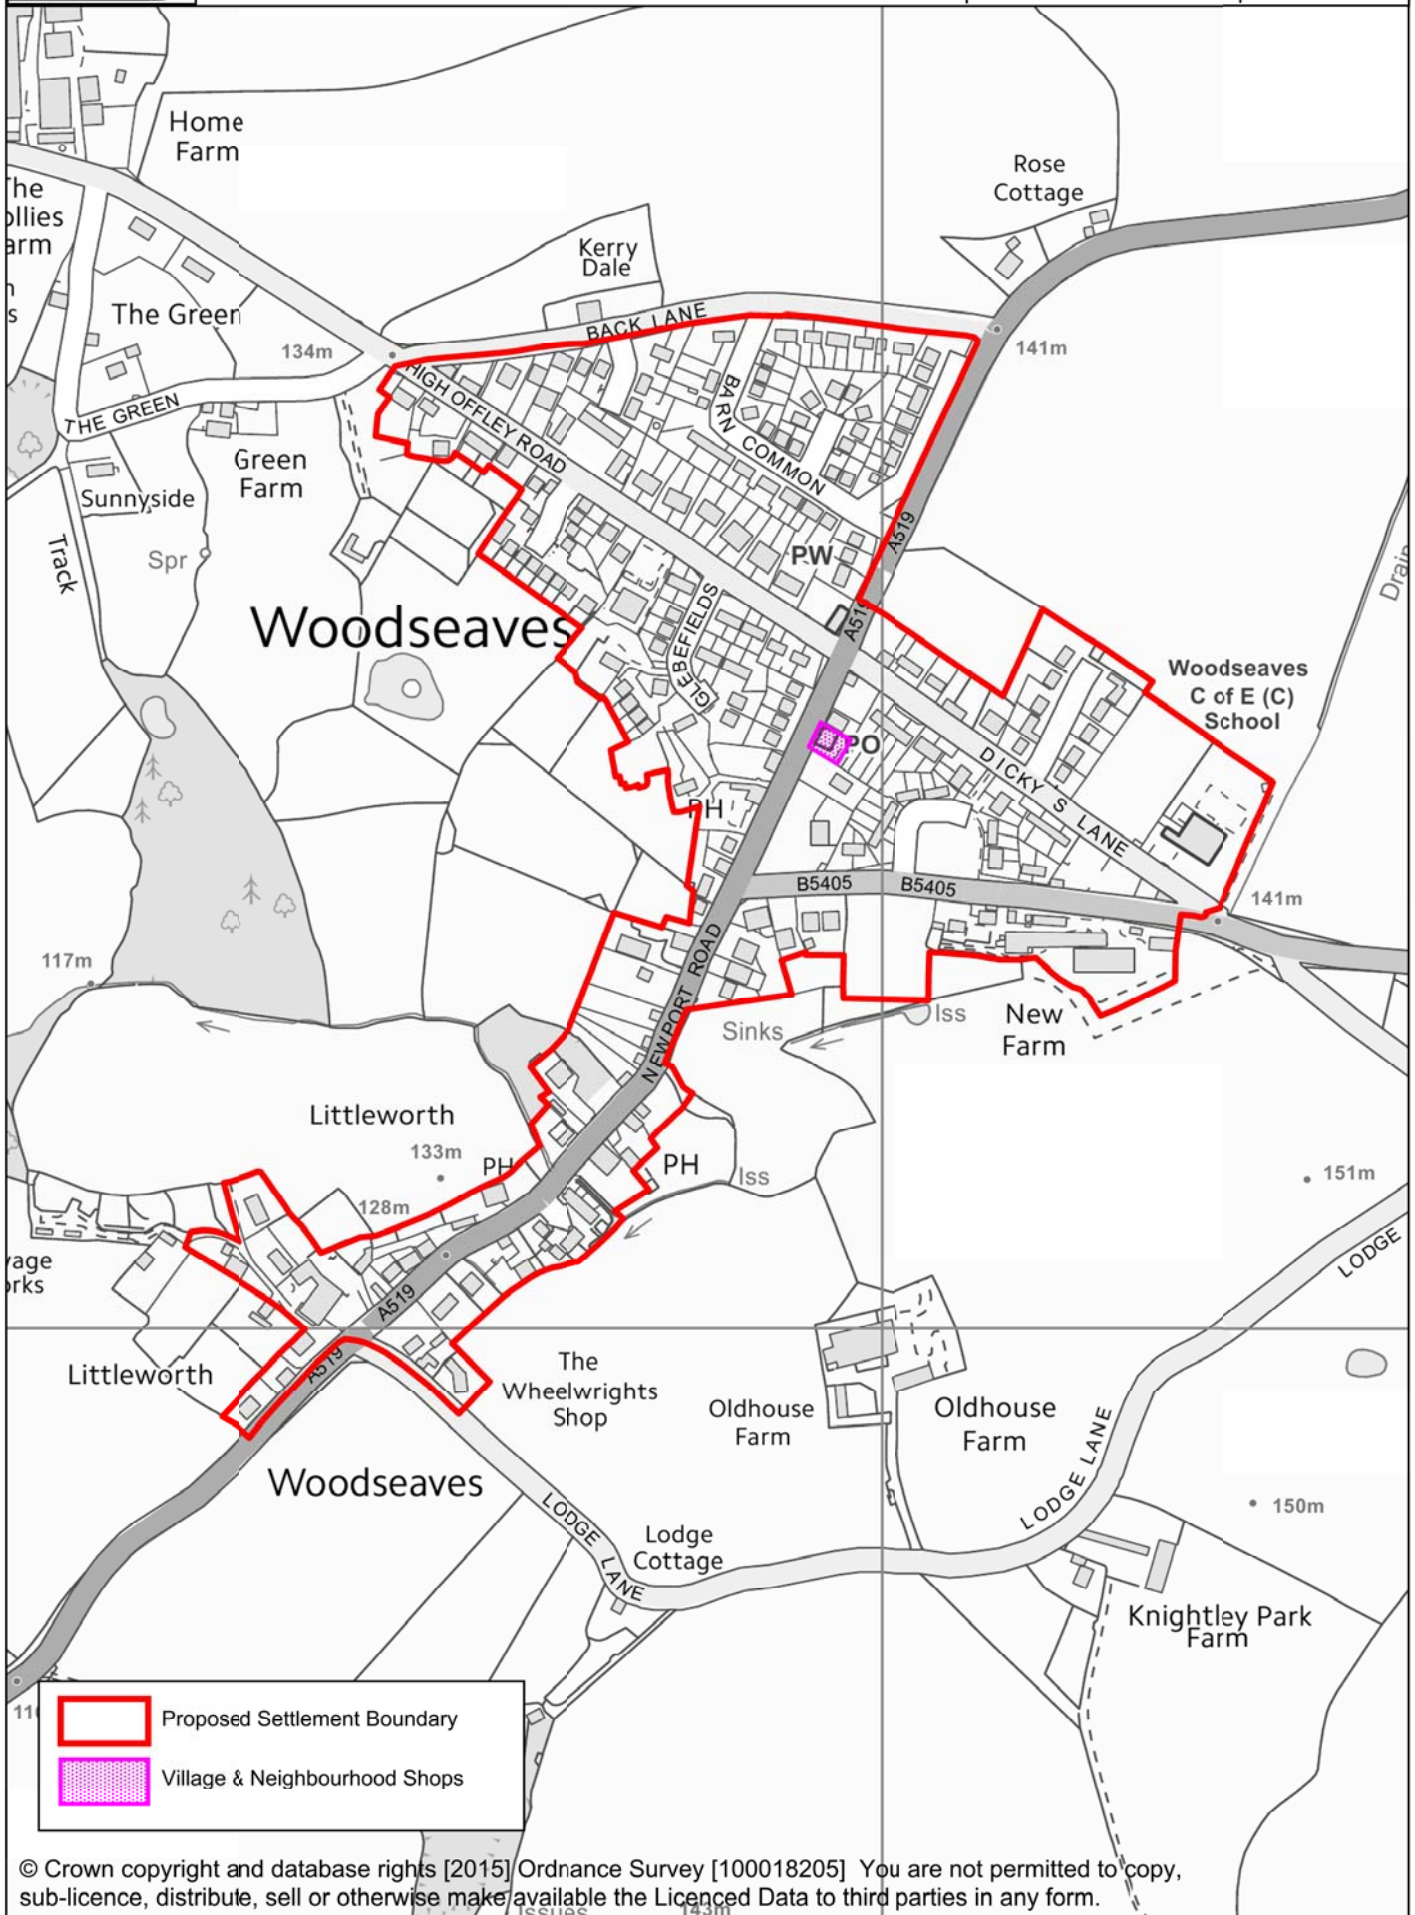 Home
Farm
Rose
Cottage
The
ollies
arm
Kerry
Dale
The Green
BACK LANE
134m
141m
HIGH OFFLEY ROAD
BARN COMMON
THE GREEN
Green
Farm
Sunnyside
A519
Track
Spr
PW
Drain
Woodseaves
GLEBEFIELDS
A519
Woodseaves
C of E (C)
School
PO
DICKY'S LANE
PH
B5405
B5405
141m
117m
NEWPORT ROAD
Sinks
Iss
New
Farm
Littleworth
133m
PH
PH
Iss
151m
128m
LODGE
A519
Littleworth
A519
The
Wheelwrights
Shop
Oldhouse
Farm
Oldhouse
Farm
LODGE LANE
Woodseaves
LODGE LANE
150m
Lodge
Cottage
Knightley Park
Farm
Proposed Settlement Boundary
Village & Neighbourhood Shops
© Crown copyright and database rights [2015] Ordnance Survey [100018205] You are not permitted to copy,
sub-licence, distribute, sell or otherwise make available the Licenced Data to third parties in any form.
Issues
143m